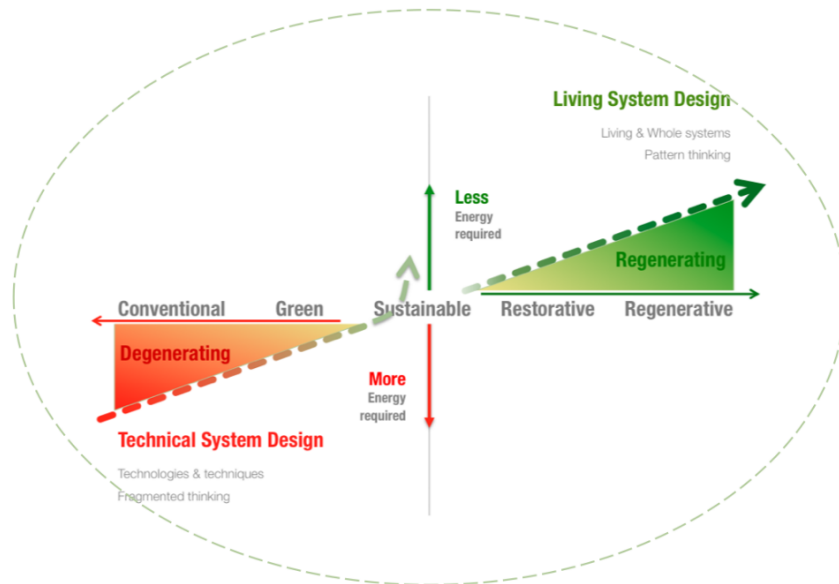 Living System Design
Living & Whole systems
Pattern thinking
Less
Energy
required
Regenerating
Conventional Green Sustainable Restorative Regenerative
Degenerating
More
Energy
required
Technical System Design
Technologies & techniques
Fragmented thinking